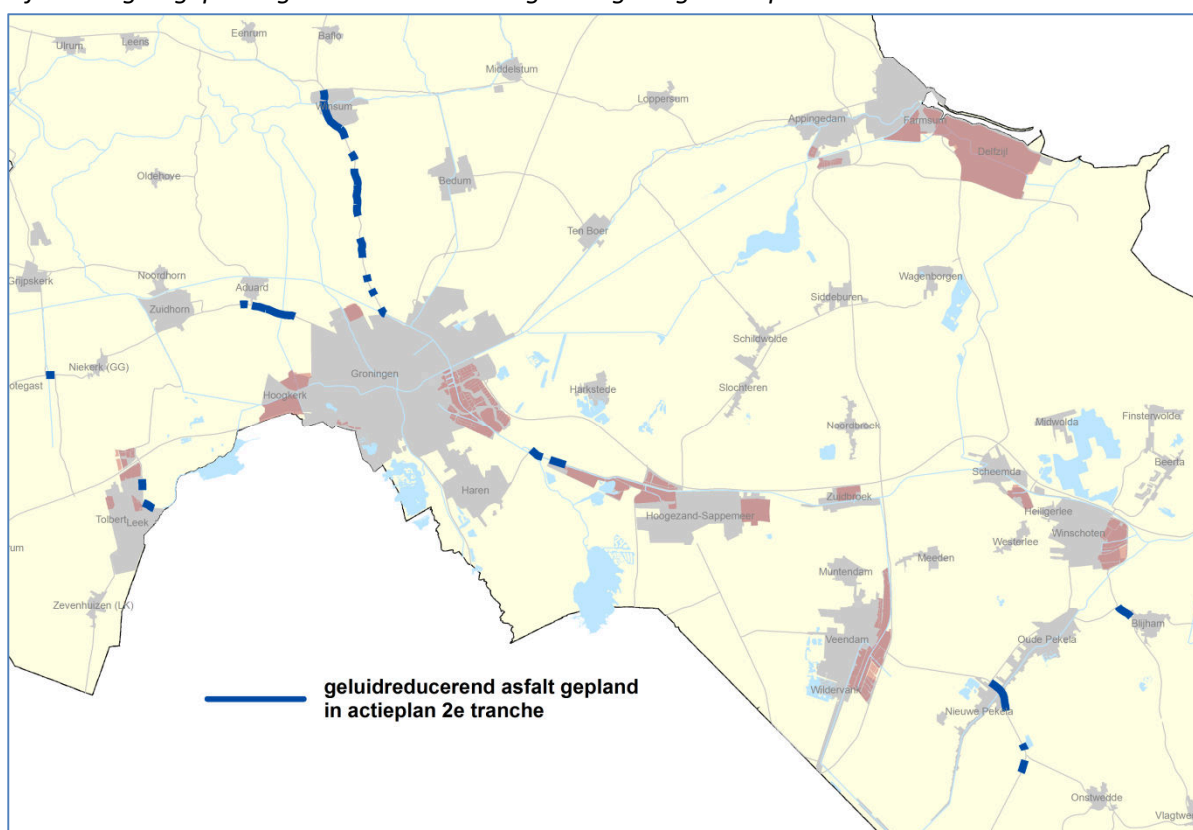 Ulrum
Leens
Eenrum
Baflo
Middelstum
Winsum
Loppersum
Appingedam
Farmsum
Delfzijl
Oldehove
Bedum
Ten Boer
Grijpskerk
Noordhorn
Aduard
Zuidhorn
Wagenborgen
Siddeburen
Schildwolde
Niekerk (GG)
otegast
Groningen
Slochteren
Harkstede
Hoogkerk
Noordbroek
Midwolda
Finsterwolde
Beerta
Scheemda
Haren
Zuidbroek
Heiligerlee
Hoogezand-Sappemeer
Winschoten
Westerlee
Tolbert
Leek
Meeden
Muntendam
Zevenhuizen (LK)
Blijham
Veendam
Oude Pekela
Wildervank
Nieuwe Pekela
geluidreducerend asfalt gepland
in actieplan 2e tranche
Onstwedde
Vlagtwe